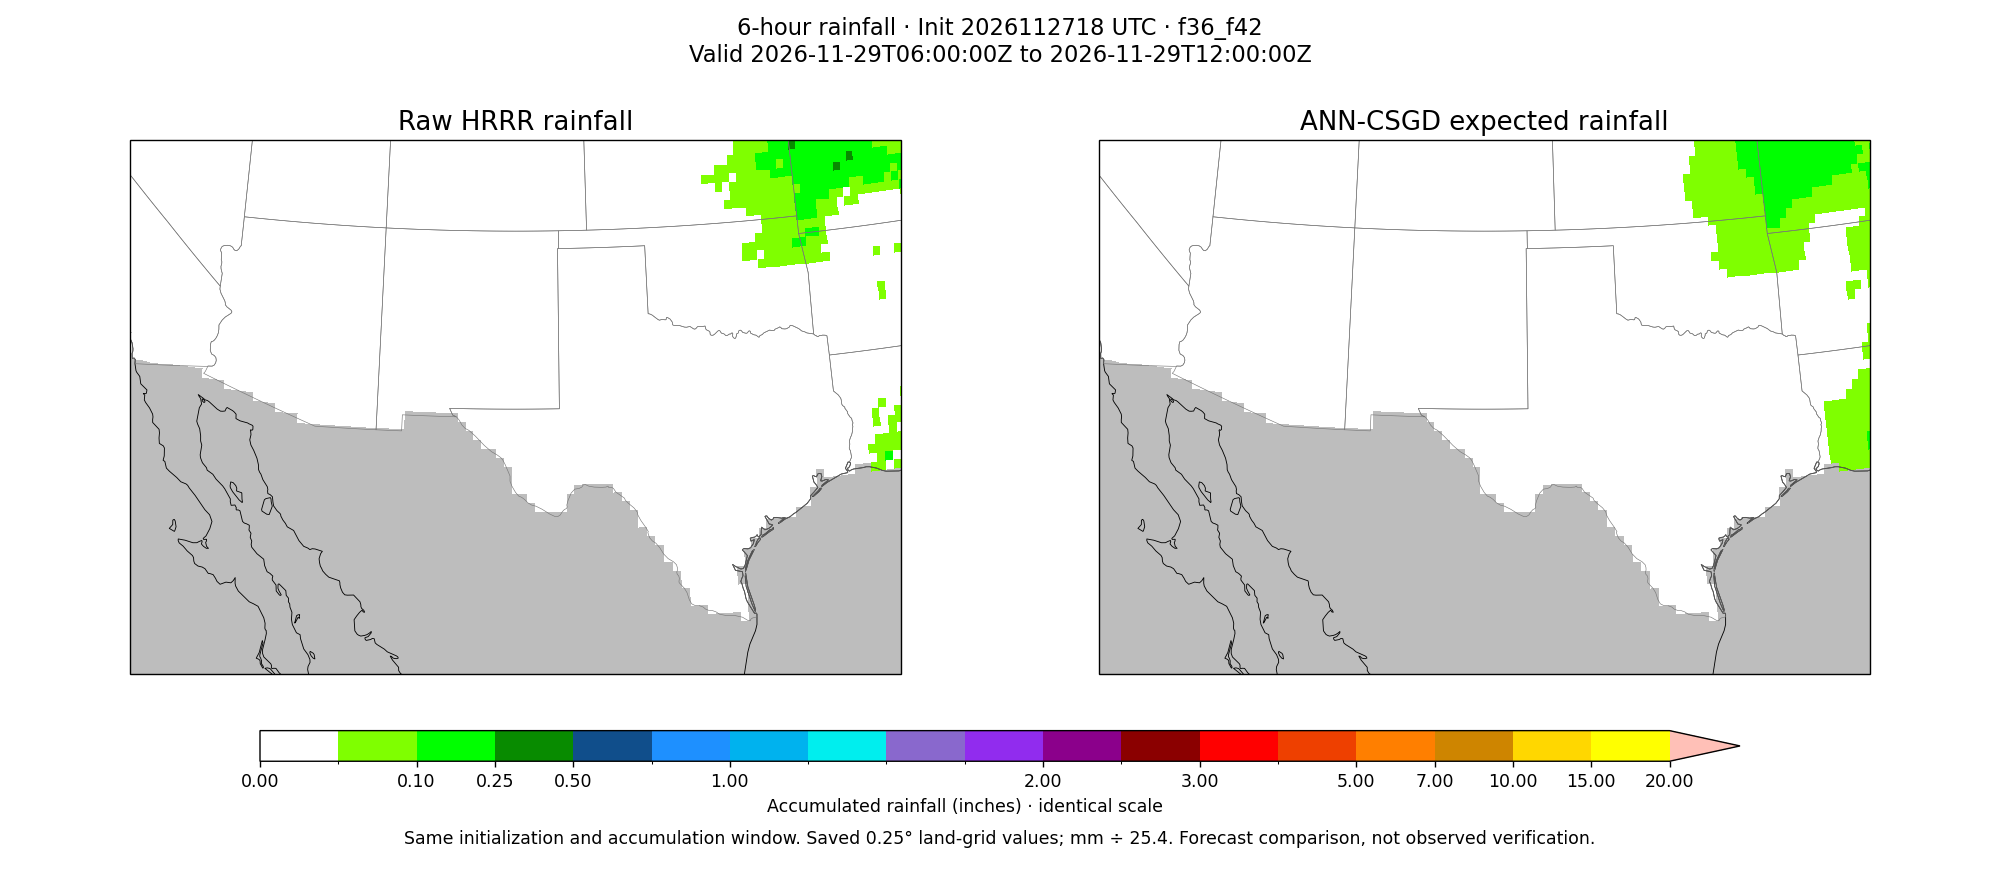 6-hour rainfall · Init 2026112718 UTC · f36_f42
Valid 2026-11-29T06:00:00Z to 2026-11-29T12:00:00Z
Raw HRRR rainfall
ANN-CSGD expected rainfall
0.00 0.10 0.25 0.50 1.00 2.00 3.00 5.00 7.00 10.00 15.00 20.00
Accumulated rainfall (inches) · identical scale
Same initialization and accumulation window. Saved 0.25° land-grid values; mm ÷ 25.4. Forecast comparison, not observed verification.